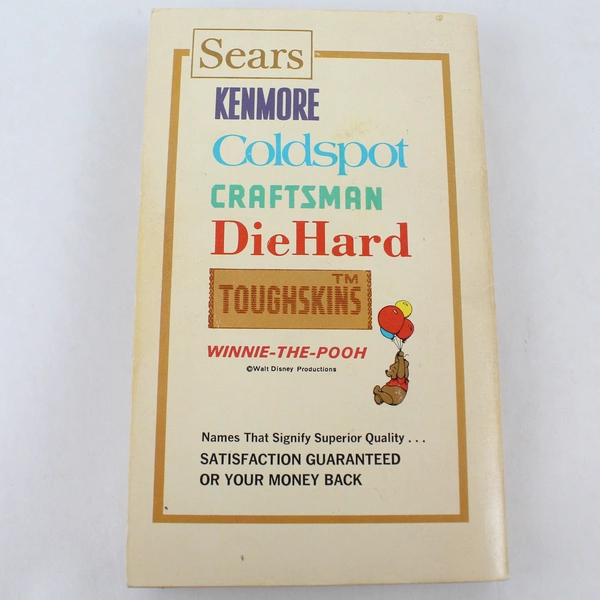 Sears
KENMORE
Coldspot
CRAFTSMAN
DieHard
TM
TOUGHSKINS
WINNIE-THE-POOH
©Walt Disney Productions
Names That Signify Superior Quality . . .
SATISFACTION GUARANTEED
OR YOUR MONEY BACK